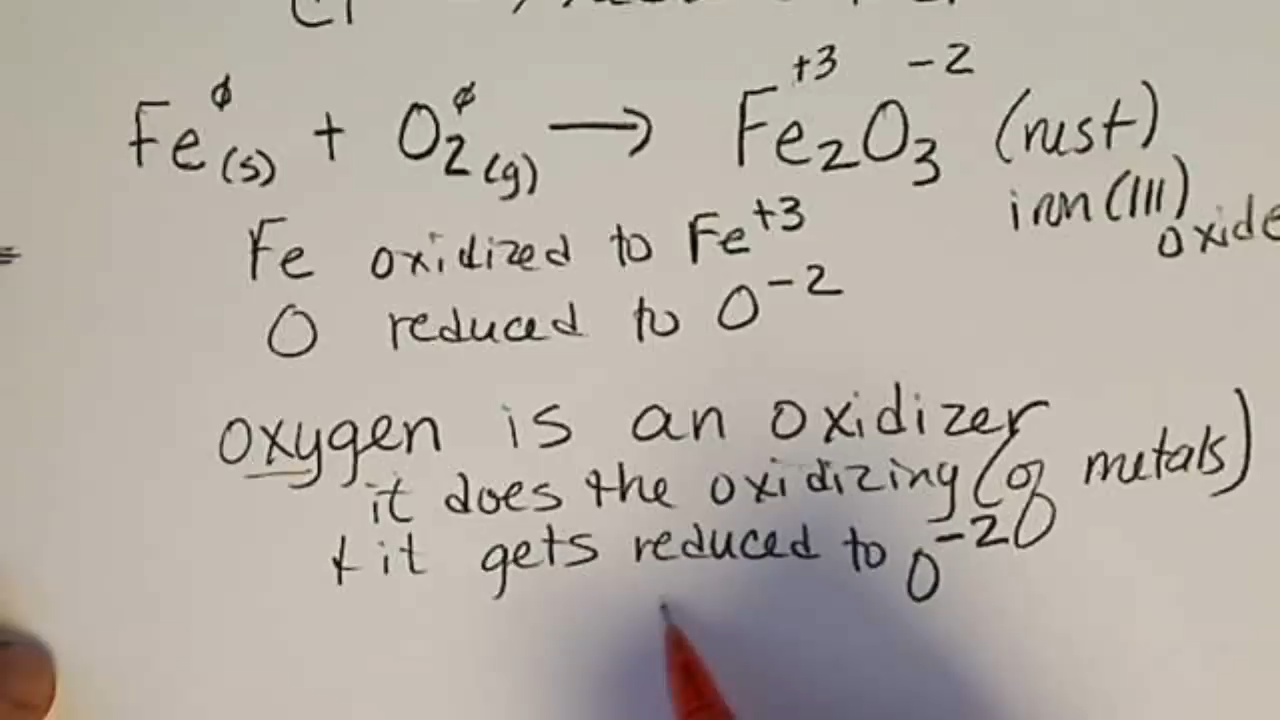 Fe⁰(s) + O₂⁰(g) → Fe₂⁺³O₃⁻² (rust)
iron(III) oxide
Fe oxidized to Fe⁺³
O reduced to O⁻²
oxygen is an oxidizer
it does the oxidizing (of metals)
+ it gets reduced to O⁻²